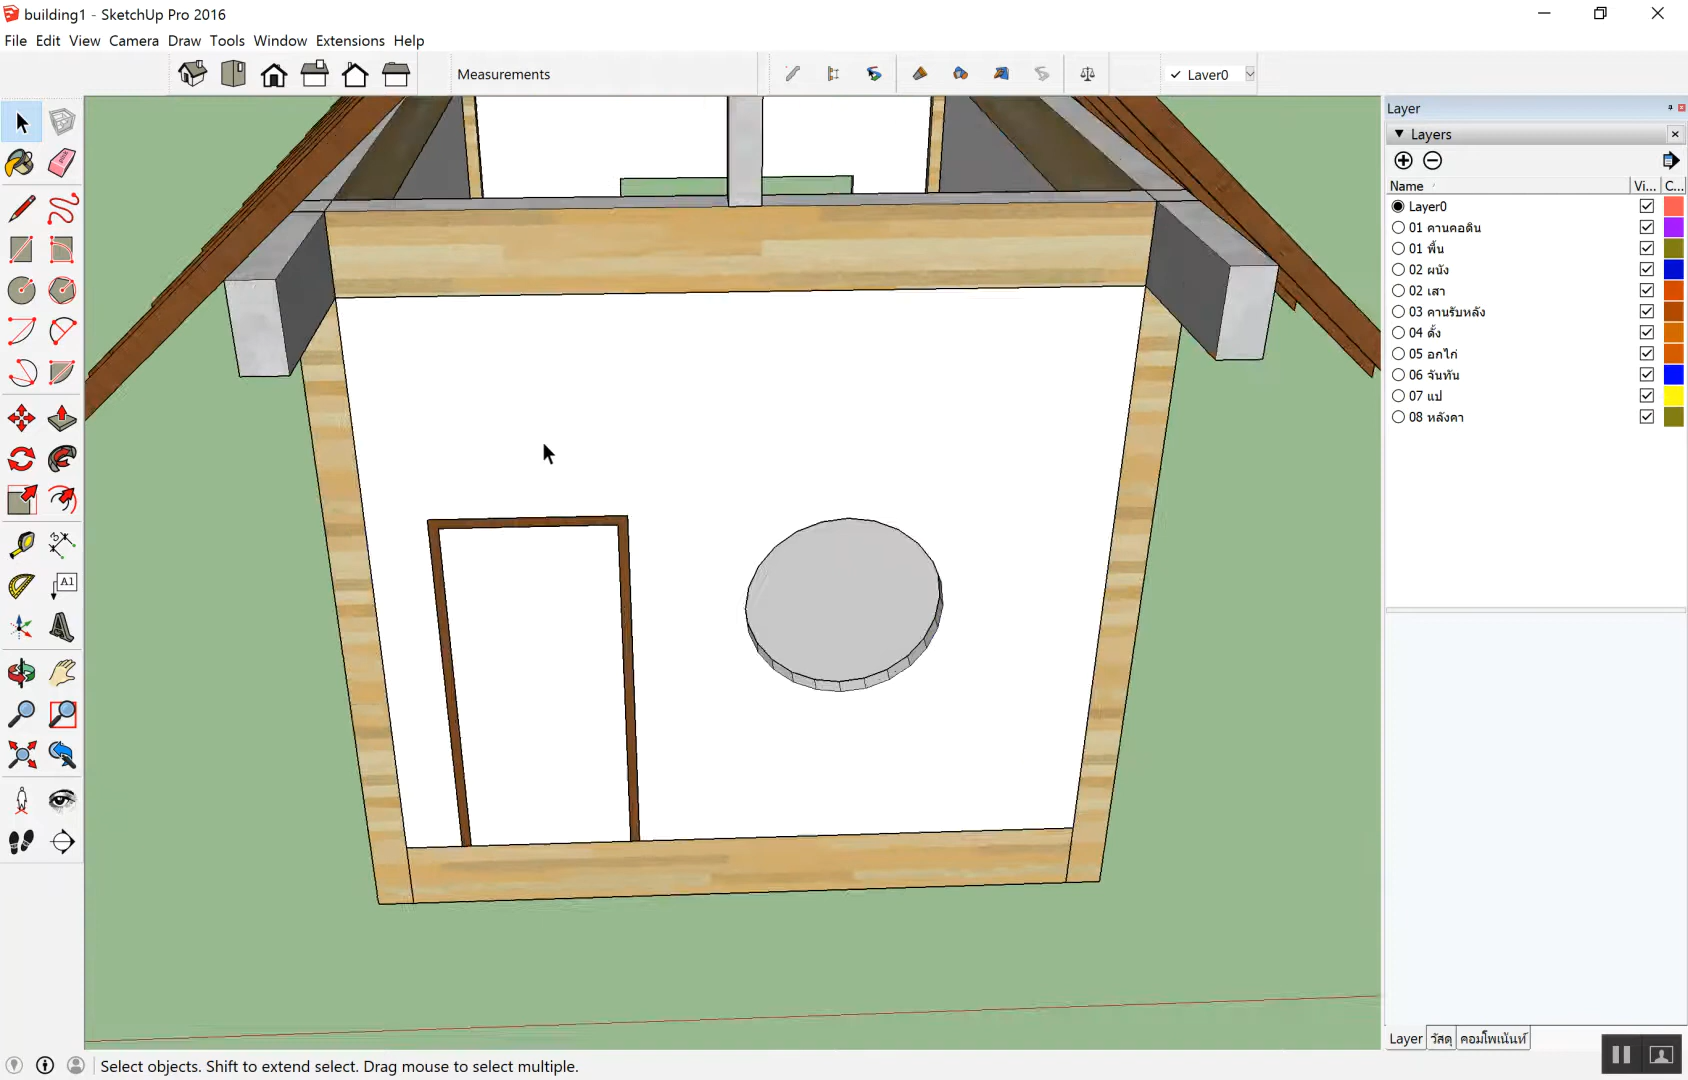 building1 - SketchUp Pro 2016
File Edit View Camera Draw Tools Window Extensions Help
Measurements
Layer0
Layer
Layers
Name Vi... C...
Layer0
01 คานคอดิน
01 พื้น
02 ผนัง
02 เสา
03 คานรับหลัง
04 ดั้ง
05 อกไก่
06 จันทัน
07 แป
08 หลังคา
A1
3
Layer วัสดุ คอมโพเน้นท์
Select objects. Shift to extend select. Drag mouse to select multiple.